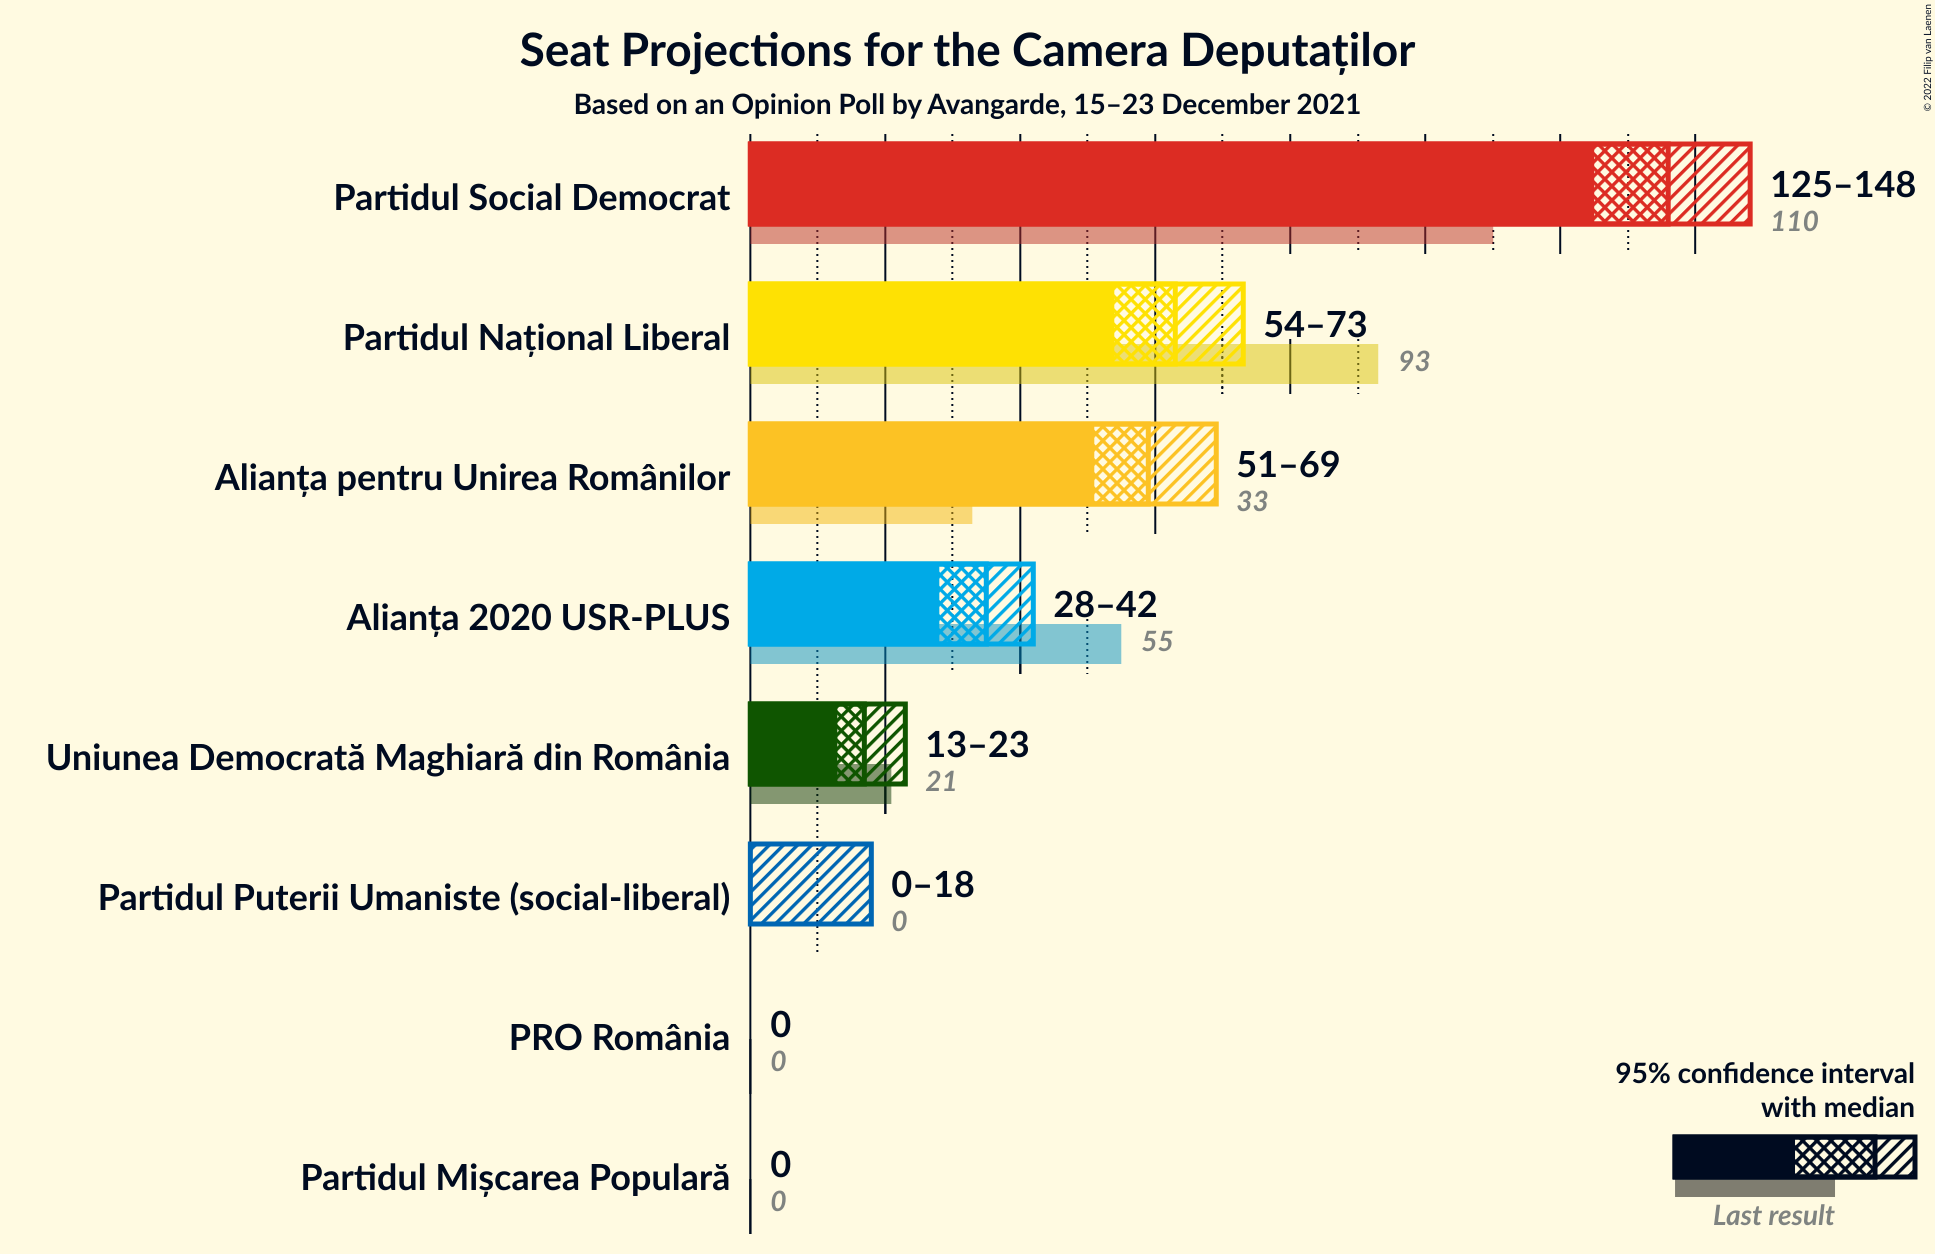 Seat Projections for the Camera Deputaților
Based on an Opinion Poll by Avangarde, 15–23 December 2021
© 2022 Filip van Laenen
Partidul Social Democrat
125–148
110
Partidul Național Liberal
54–73
93
Alianța pentru Unirea Românilor
51–69
33
Alianța 2020 USR-PLUS
28–42
55
Uniunea Democrată Maghiară din România
13–23
21
Partidul Puterii Umaniste (social-liberal)
0–18
0
PRO România
0
0
Partidul Mișcarea Populară
0
0
95% confidence interval
with median
Last result